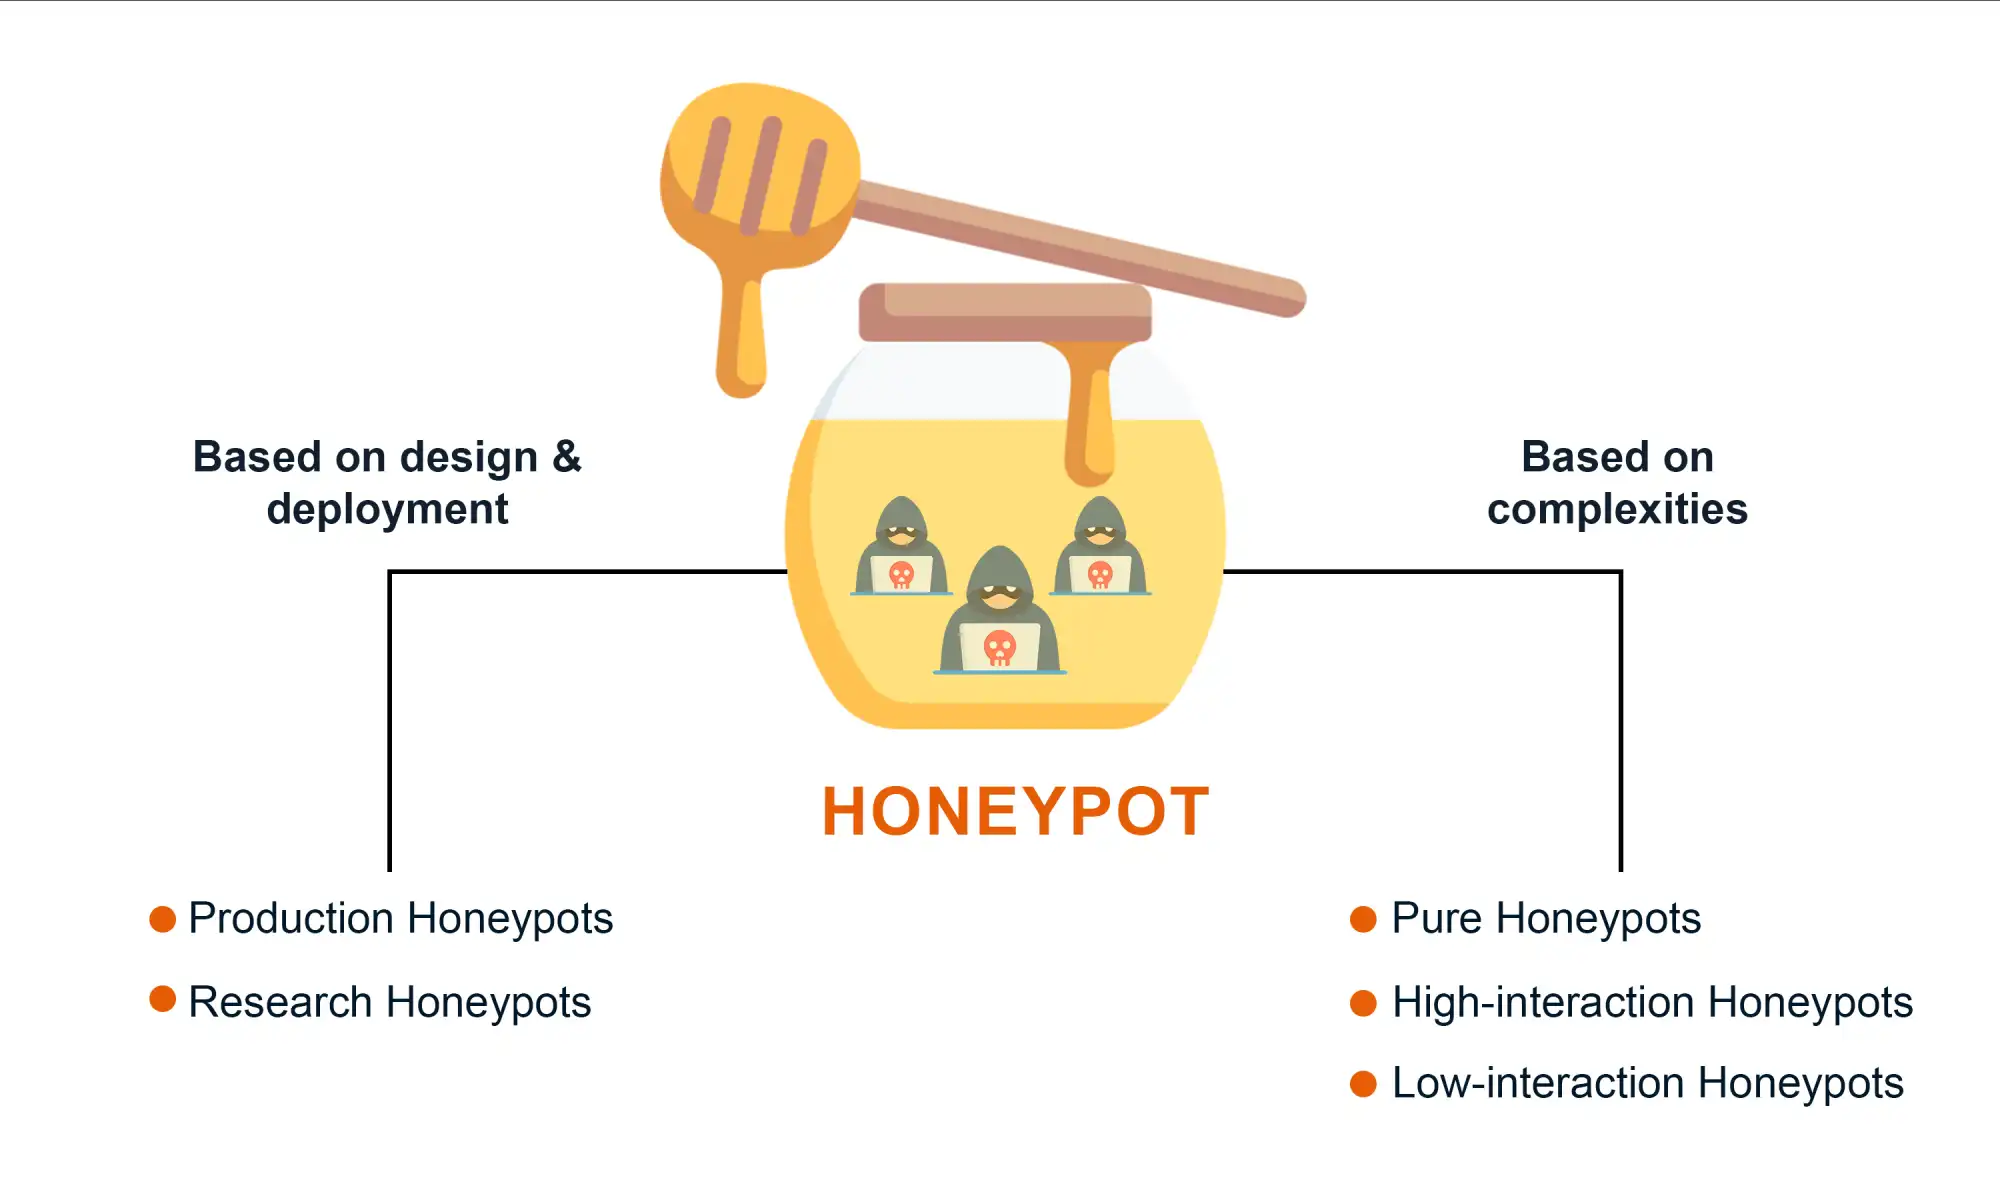 Based on design &
deployment
Based on
complexities
HONEYPOT
Production Honeypots
Research Honeypots
Pure Honeypots
High-interaction Honeypots
Low-interaction Honeypots